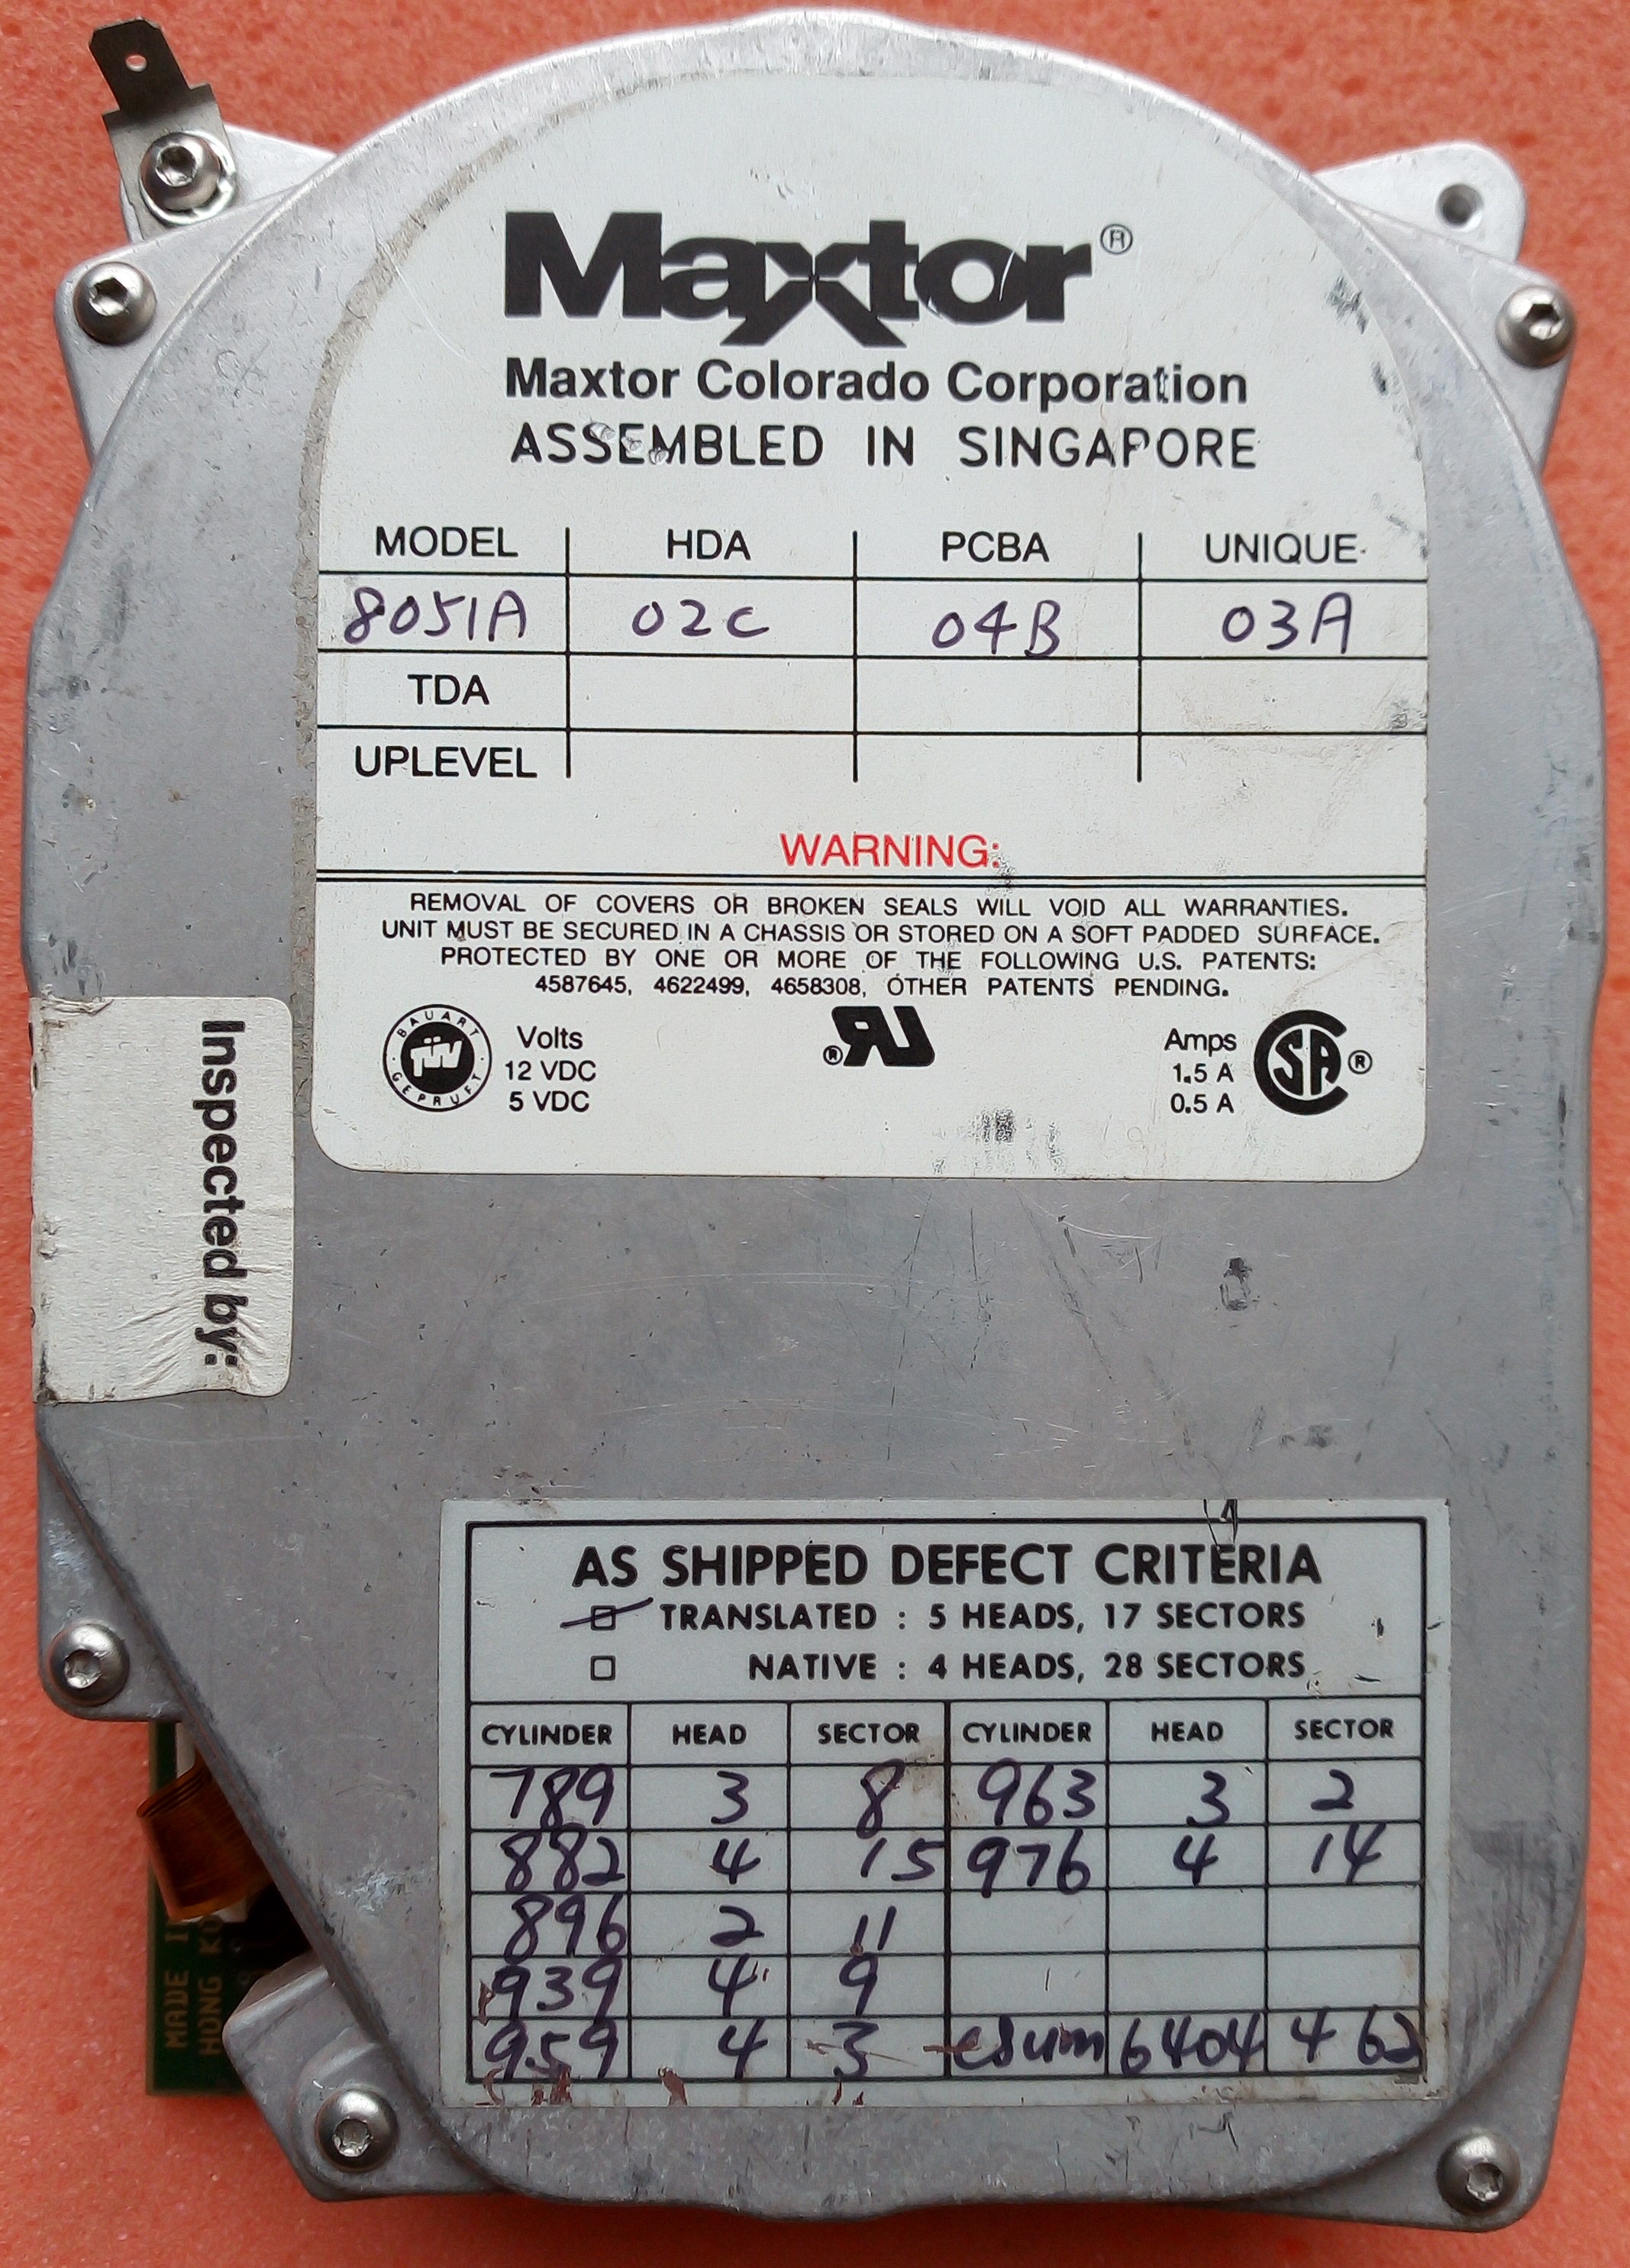 Maxtor®
Maxtor Colorado Corporation
ASSEMBLED IN SINGAPORE
MODEL HDA PCBA UNIQUE
8051A 02C 04B 03A
TDA
UPLEVEL
WARNING:
REMOVAL OF COVERS OR BROKEN SEALS WILL VOID ALL WARRANTIES.
UNIT MUST BE SECURED IN A CHASSIS OR STORED ON A SOFT PADDED SURFACE.
PROTECTED BY ONE OR MORE OF THE FOLLOWING U.S. PATENTS:
4587645, 4622499, 4658308, OTHER PATENTS PENDING.
BAUART TÜV GEPRÜFT
Volts
12 VDC
5 VDC
RU®
Amps
1.5 A
0.5 A
SA®
Inspected by:
AS SHIPPED DEFECT CRITERIA
TRANSLATED : 5 HEADS, 17 SECTORS
NATIVE : 4 HEADS, 28 SECTORS
CYLINDER HEAD SECTOR CYLINDER HEAD SECTOR
789 3 8 963 3 2
882 4 15 976 4 14
896 2 11
939 4 9
959 4 3 csum 6404 462
MADE I
HONG KO